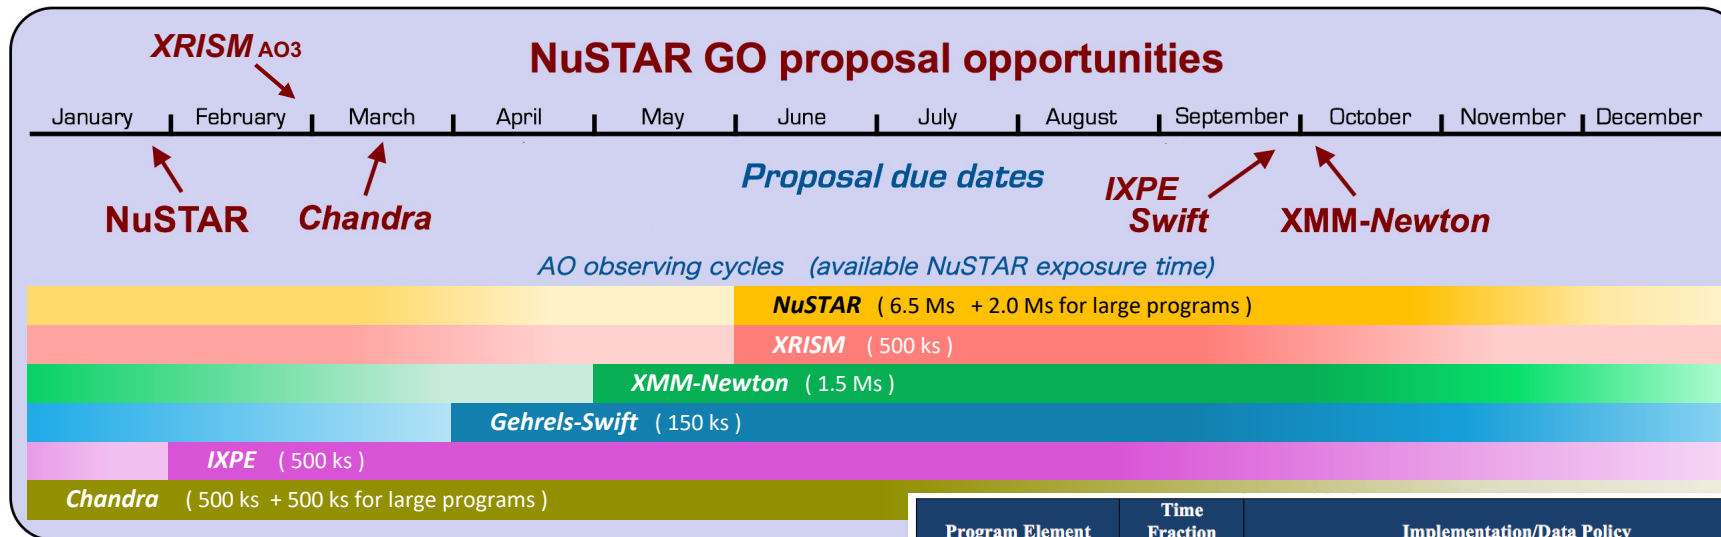 XRISM AO3
NuSTAR GO proposal opportunities
January February March April May June July August September October November December
Proposal due dates
NuSTAR Chandra IXPE
Swift XMM-Newton
AO observing cycles (available NuSTAR exposure time)
NuSTAR ( 6.5 Ms + 2.0 Ms for large programs )
XRISM ( 500 ks )
XMM-Newton ( 1.5 Ms )
Gehrels-Swift ( 150 ks )
IXPE ( 500 ks )
Chandra ( 500 ks + 500 ks for large programs )
Time
Program Element Fraction Implementation/Data Policy